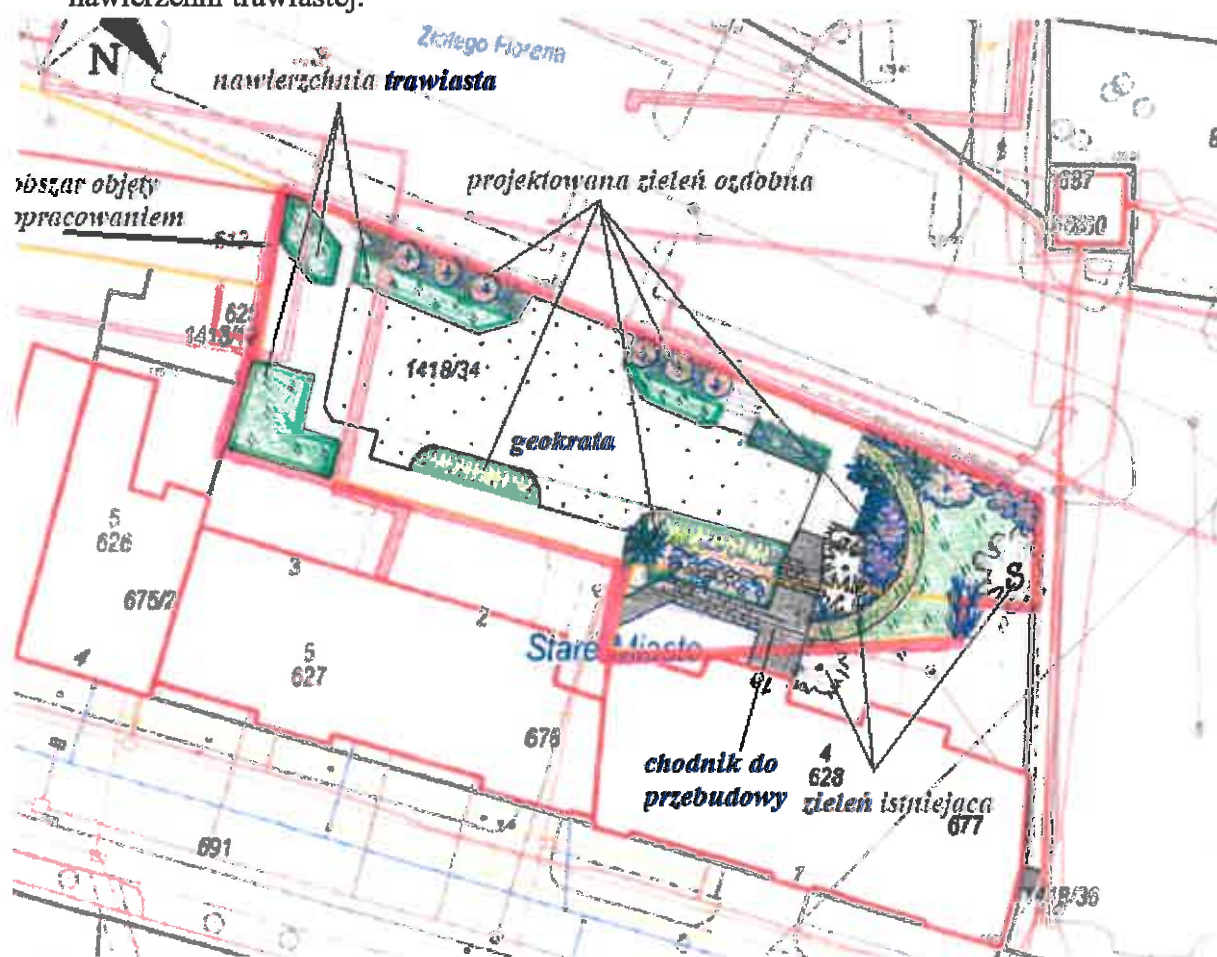 nawierzchni trawiastej.
N
Złotego Florena
nawierzchnia trawiasta
obszar objęty
opracowaniem
projektowana zieleń ozdobna
687
1418/34
geokrata
5
626
675/2
3
2
5
627
4
Stare Miasto
676
chodnik do
przebudowy
4
628
zieleń istniejąca
677
S
691
1
1418/36